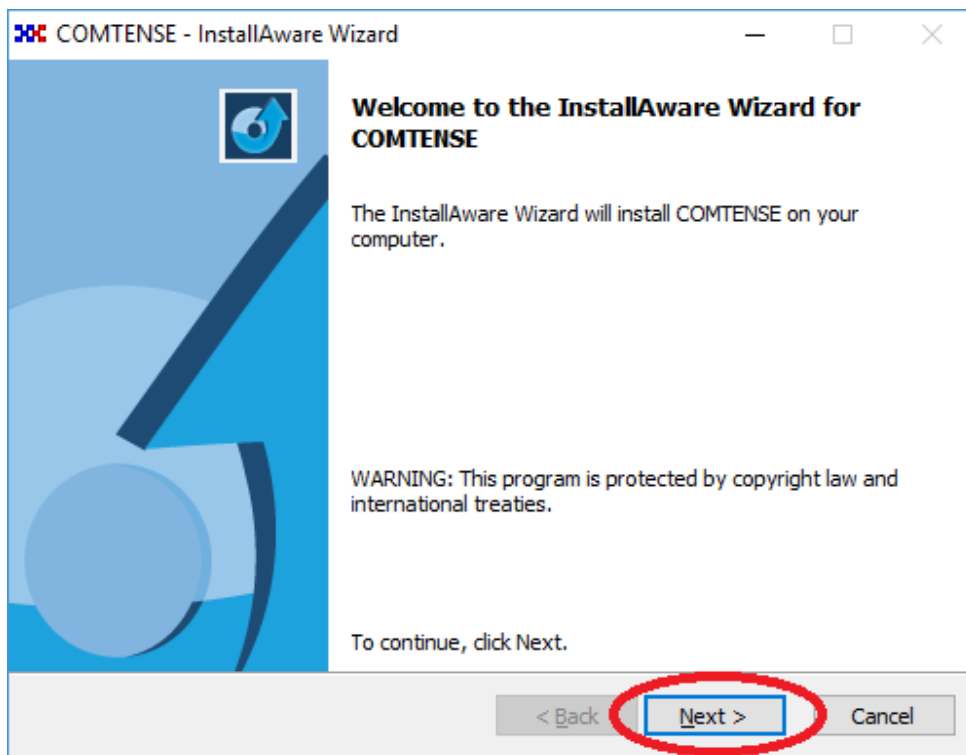 COMTENSE - InstallAware Wizard
Welcome to the InstallAware Wizard for
COMTENSE
The InstallAware Wizard will install COMTENSE on your
computer.
WARNING: This program is protected by copyright law and
international treaties.
To continue, click Next.
< Back
Next >
Cancel